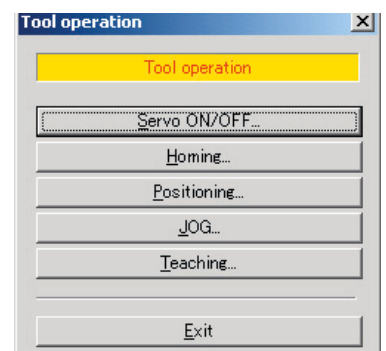 Tool operation
Tool operation
Servo ON/OFF...
Homing...
Positioning...
JOG...
Teaching...
Exit